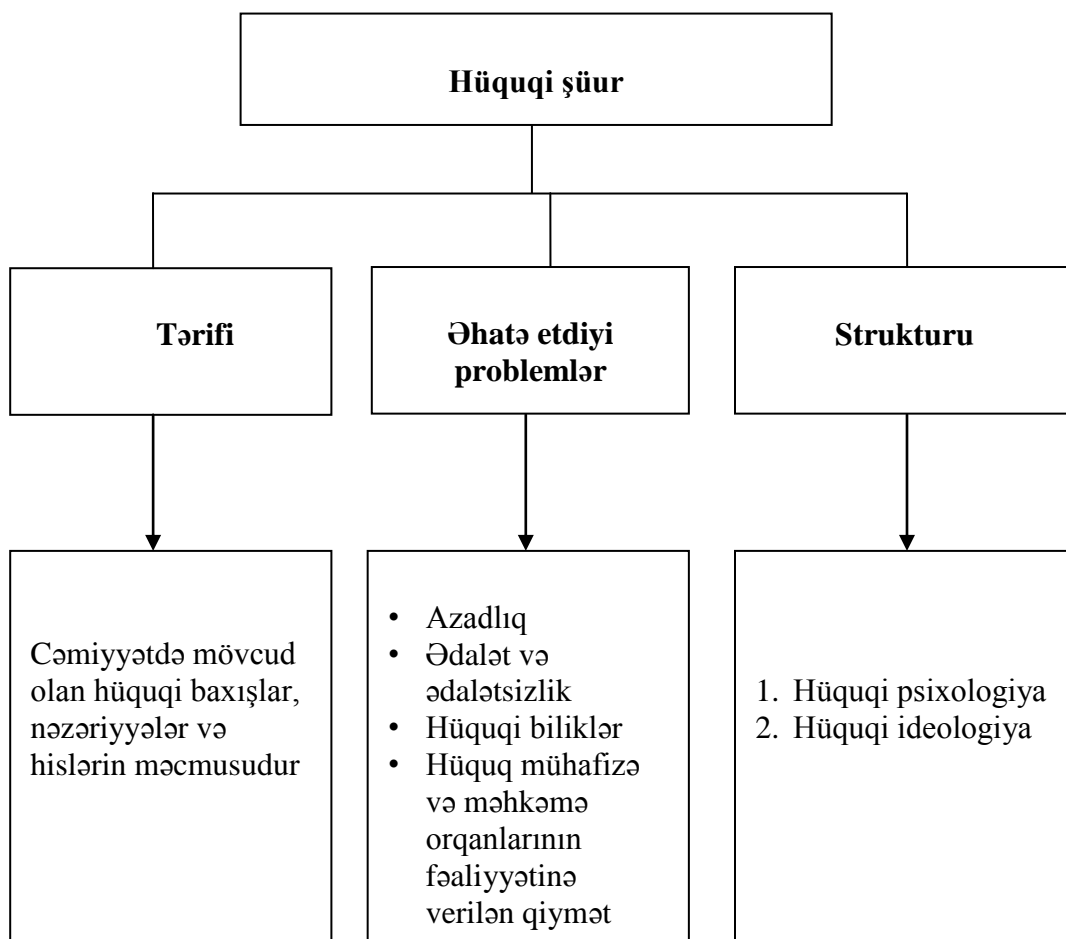 Hüquqi şüur
Tərifi
Əhatə etdiyi
problemlər
Strukturu
Cəmiyyətdə mövcud
olan hüquqi baxışlar,
nəzəriyyələr və
hislərin məcmusudur
• Azadlıq
• Ədalət və
ədalətsizlik
• Hüquqi biliklər
• Hüquq mühafizə
və məhkəmə
orqanlarının
fəaliyyətinə
verilən qiymət
1. Hüquqi psixologiya
2. Hüquqi ideologiya